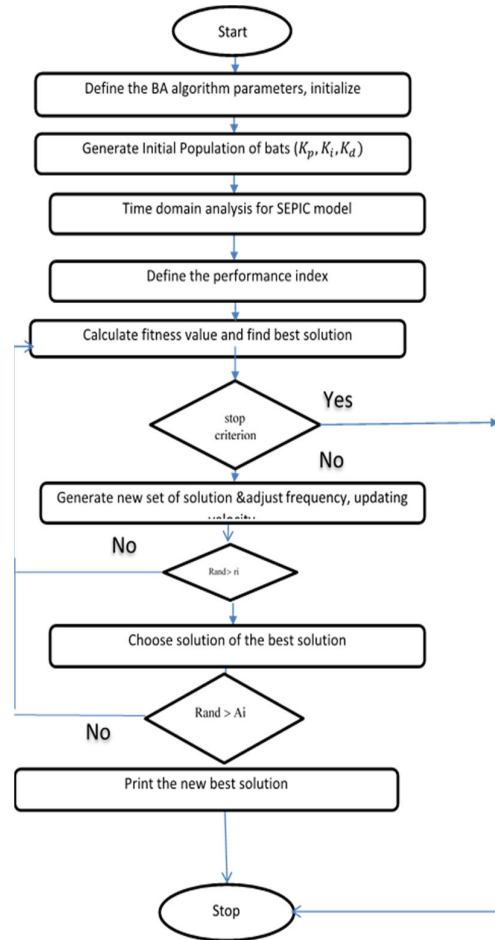 Start
Define the BA algorithm parameters, initialize
Generate Initial Population of bats (Kp, Ki, Kd)
Time domain analysis for SEPIC model
Define the performance index
Calculate fitness value and find best solution
stop
criterion
Yes
No
Generate new set of solution &adjust frequency, updating
No
Rand> ri
Choose solution of the best solution
Rand > Ai
No
Print the new best solution
Stop